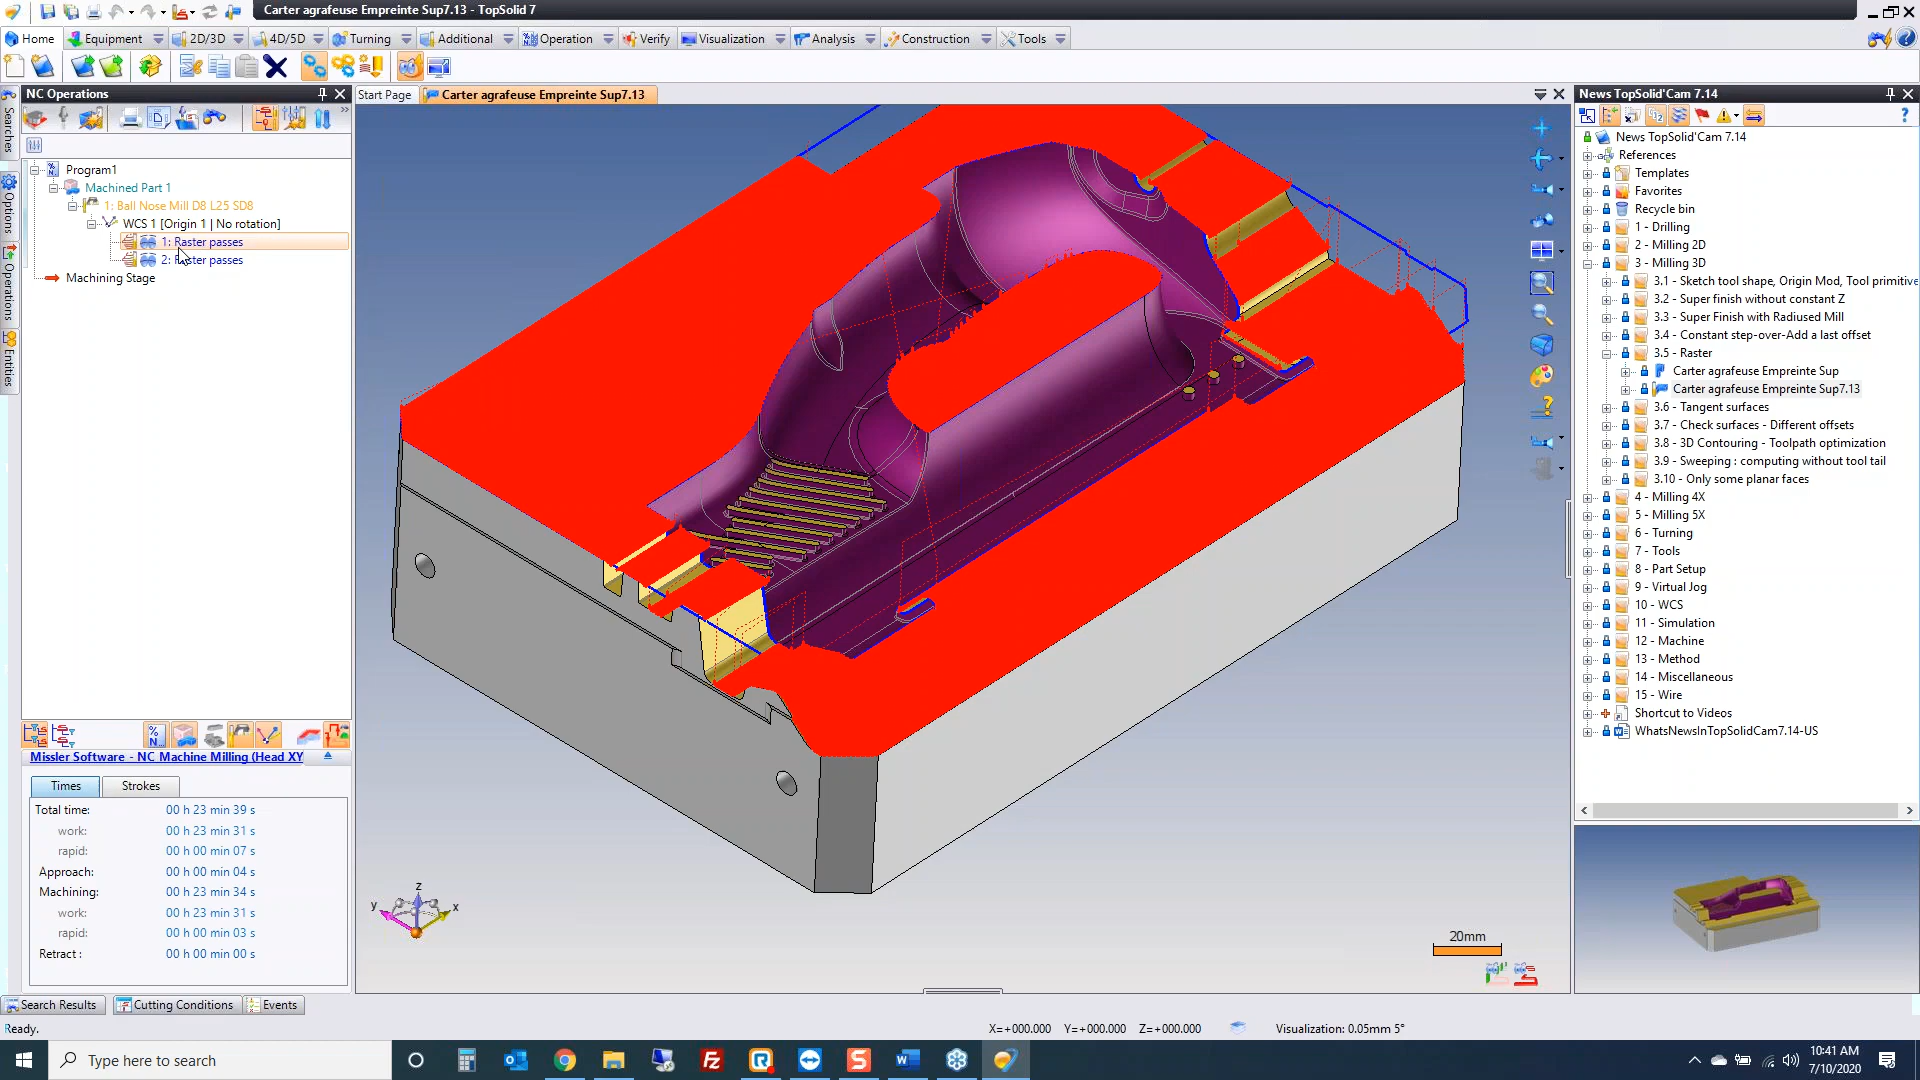 Carter agrafeuse Empreinte Sup7.13 - TopSolid 7
Home
Equipment
2D/3D
4D/5D
Turning
Additional
Operation
Verify
Visualization
Analysis
Construction
Tools
NC Operations
Start Page
Carter agrafeuse Empreinte Sup7.13
News TopSolid'Cam 7.14
Searches
Options
Operations
Entities
Program1
Machined Part 1
1: Ball Nose Mill D8 L25 SD8
WCS 1 [Origin 1 | No rotation]
1: Raster passes
2: Raster passes
Machining Stage
News TopSolid'Cam 7.14
References
Templates
Favorites
Recycle bin
1 - Drilling
2 - Milling 2D
3 - Milling 3D
3.1 - Sketch tool shape, Origin Mod, Tool primitive
3.2 - Super finish without constant Z
3.3 - Super Finish with Radiused Mill
3.4 - Constant step-over-Add a last offset
3.5 - Raster
Carter agrafeuse Empreinte Sup
Carter agrafeuse Empreinte Sup7.13
3.6 - Tangent surfaces
3.7 - Check surfaces - Different offsets
3.8 - 3D Contouring - Toolpath optimization
3.9 - Sweeping : computing without tool tail
3.10 - Only some planar faces
4 - Milling 4X
5 - Milling 5X
6 - Turning
7 - Tools
8 - Part Setup
9 - Virtual Jog
10 - WCS
11 - Simulation
12 - Machine
13 - Method
14 - Miscellaneous
15 - Wire
Shortcut to Videos
WhatsNewsInTopSolidCam7.14-US
Missler Software - NC Machine Milling (Head XY
Times
Strokes
Total time: 00 h 23 min 39 s
work: 00 h 23 min 31 s
rapid: 00 h 00 min 07 s
Approach: 00 h 00 min 04 s
Machining: 00 h 23 min 34 s
work: 00 h 23 min 31 s
rapid: 00 h 00 min 03 s
Retract : 00 h 00 min 00 s
z
y
x
20mm
Search Results
Cutting Conditions
Events
Ready.
X=+000.000 Y=+000.000 Z=+000.000
Visualization: 0.05mm 5°
Type here to search
10:41 AM
7/10/2020